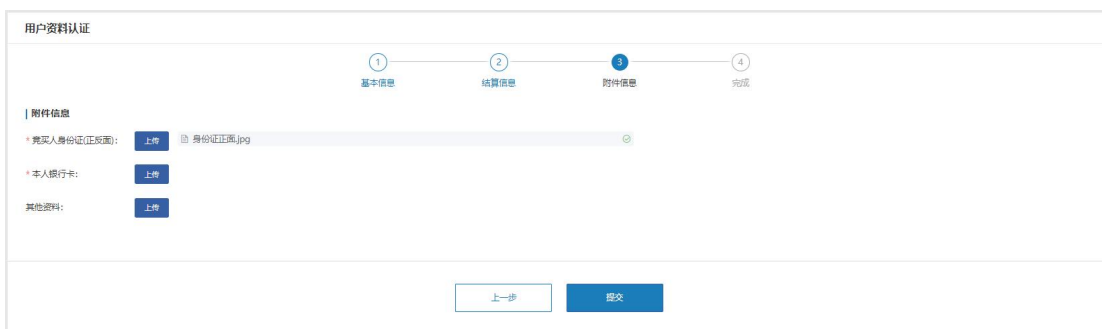 用户资料认证
1 2 3 4
基本信息 结算信息 附件信息 完成
附件信息
* 竞买人身份证(正反面): 上传 身份证正面.jpg
* 本人银行卡: 上传
其他资料: 上传
上一步 提交